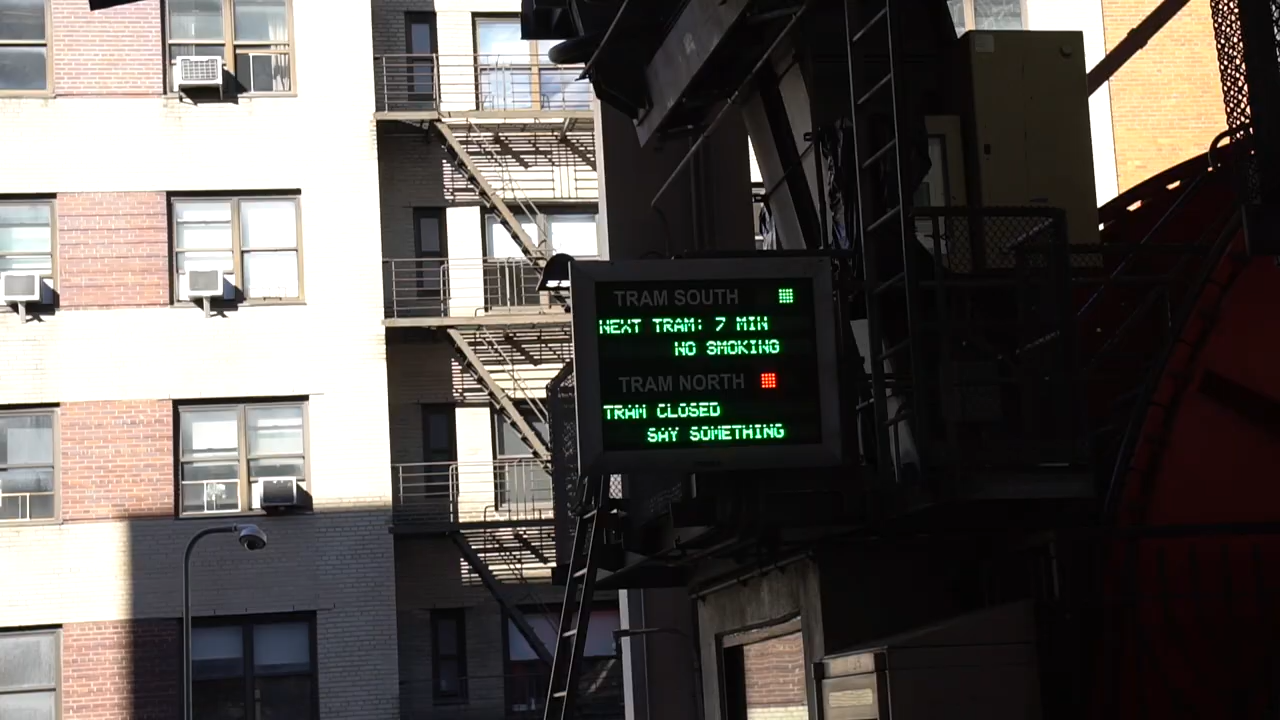 TRAM SOUTH
NEXT TRAM: 7 MIN
NO SMOKING
TRAM NORTH
TRAM CLOSED
SAY SOMETHING